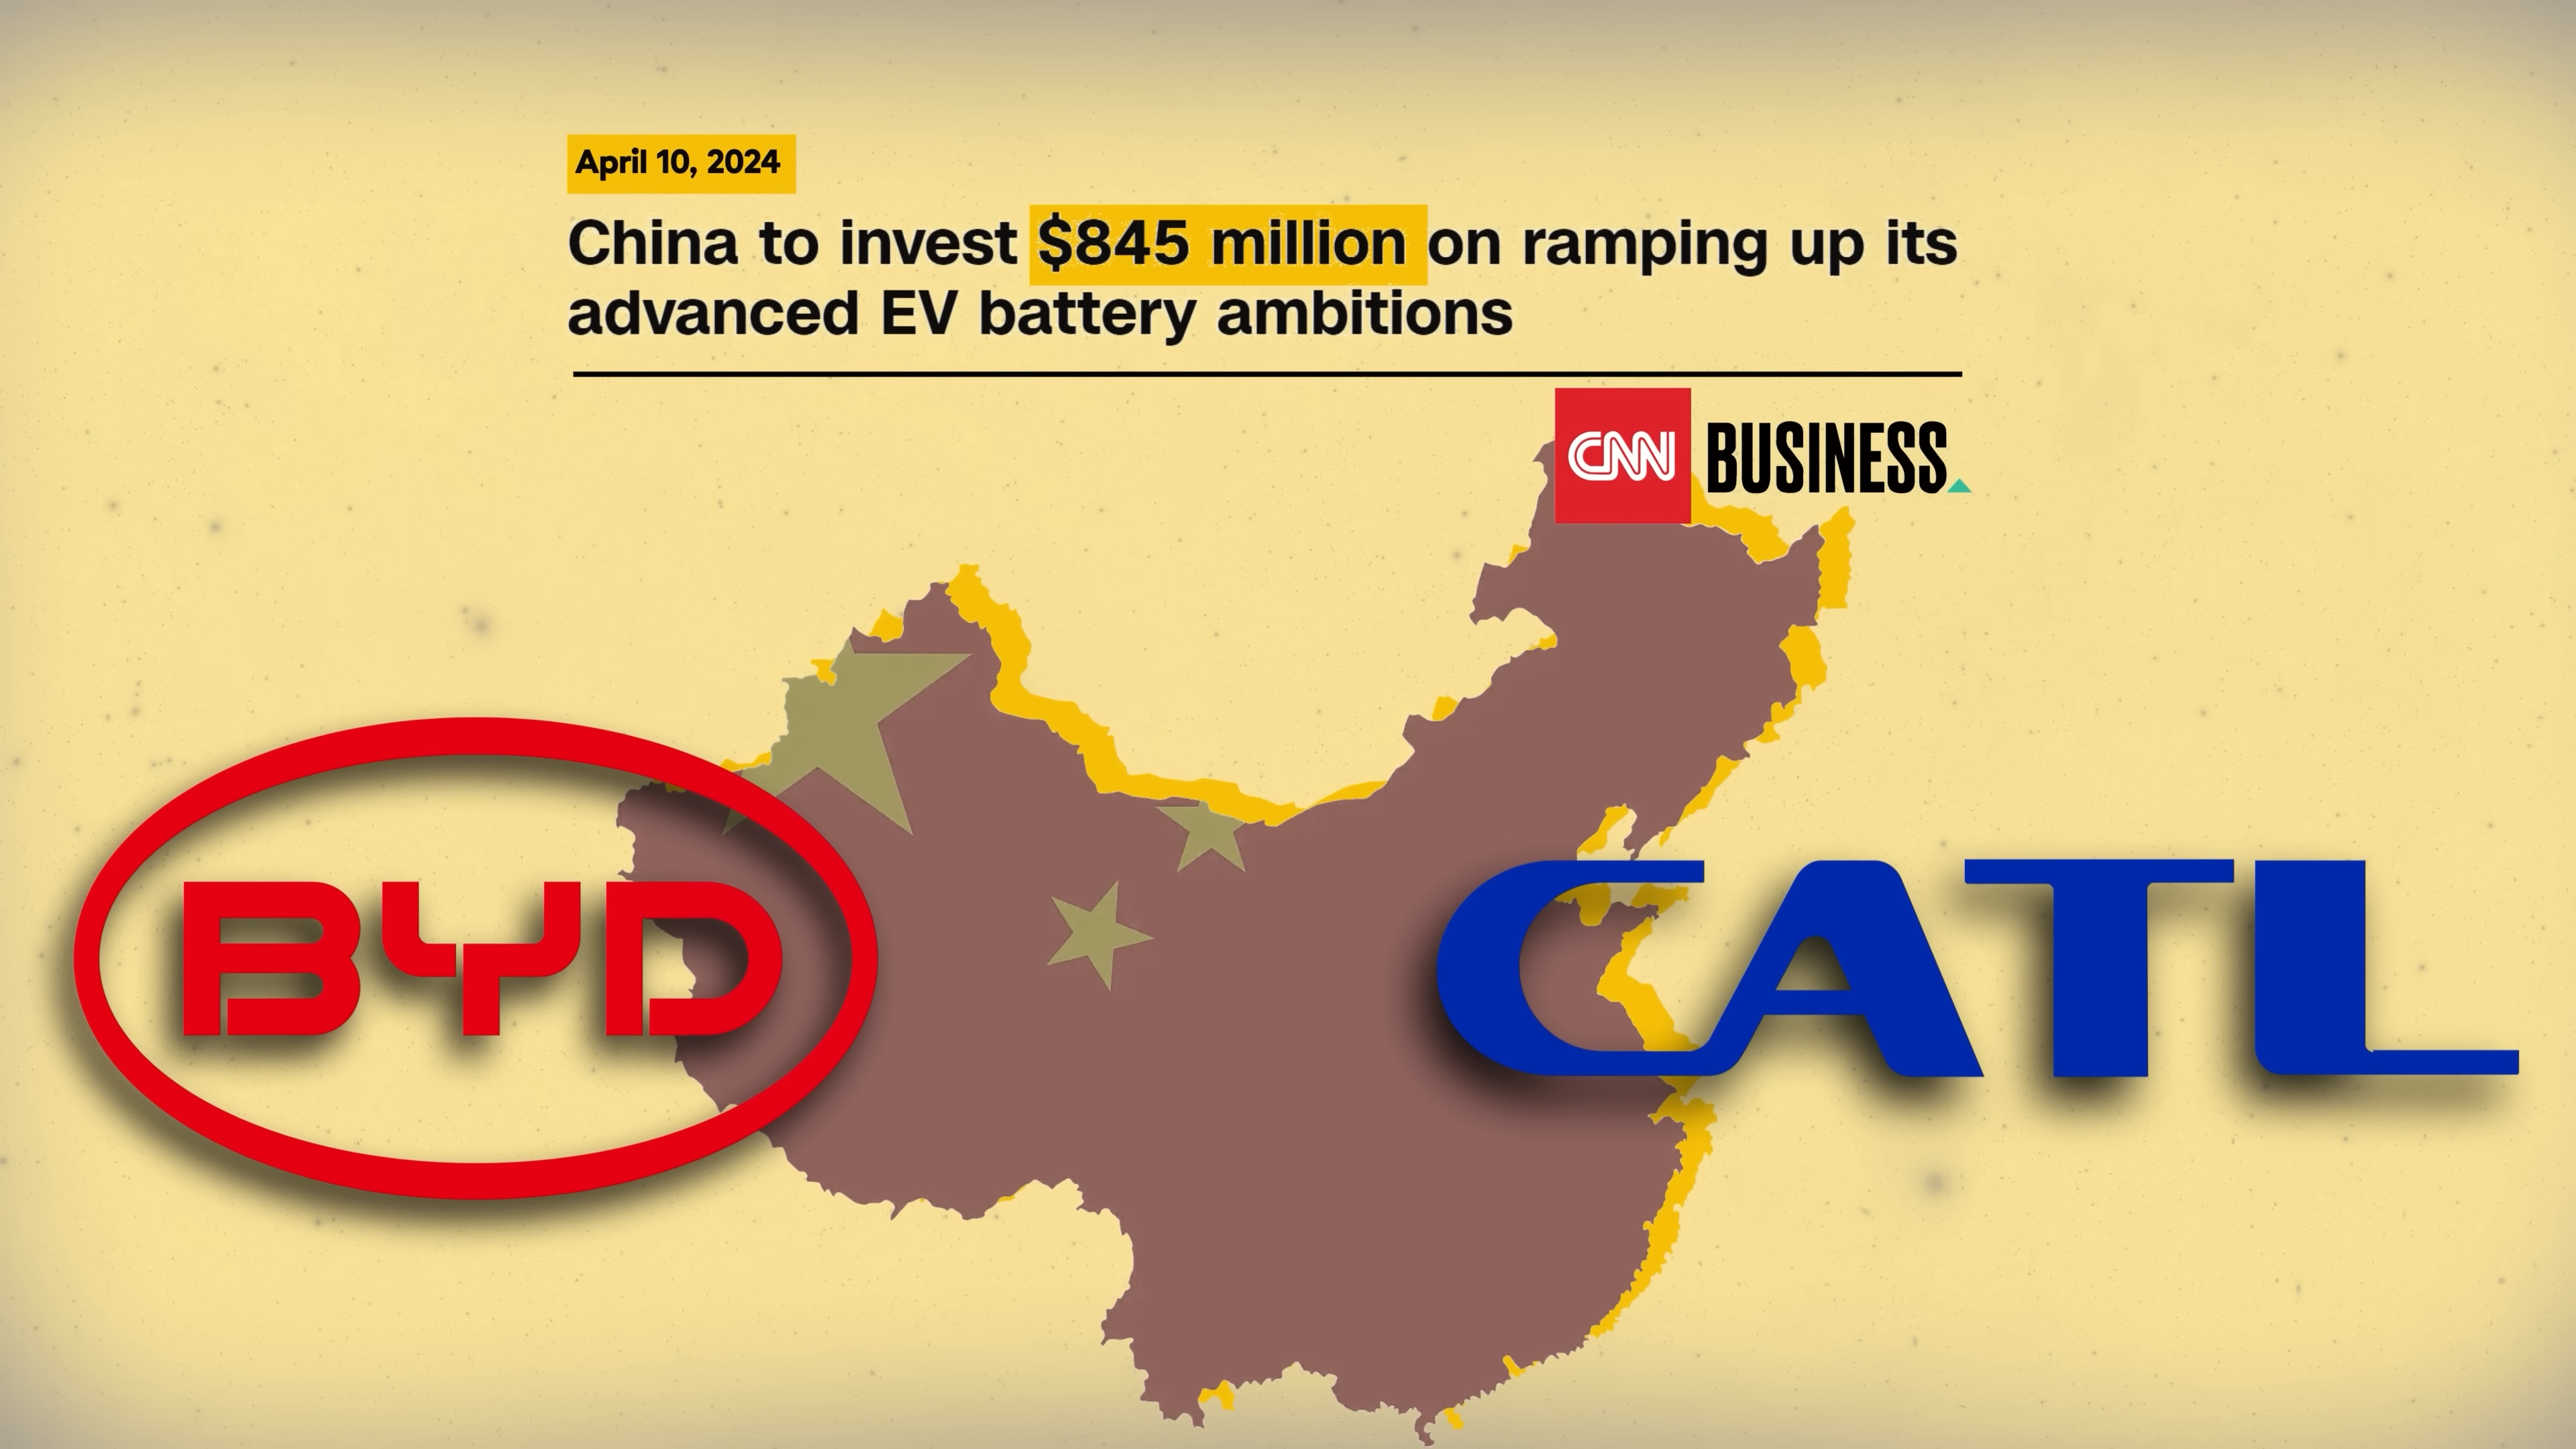 April 10, 2024
China to invest $845 million on ramping up its
advanced EV battery ambitions
CNN BUSINESS
BYD
CATL